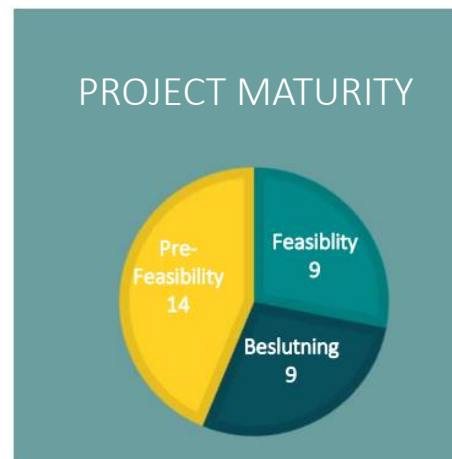 PROJECT MATURITY
Pre-
Feasibility
14
Feasiblity
9
Beslutning
9